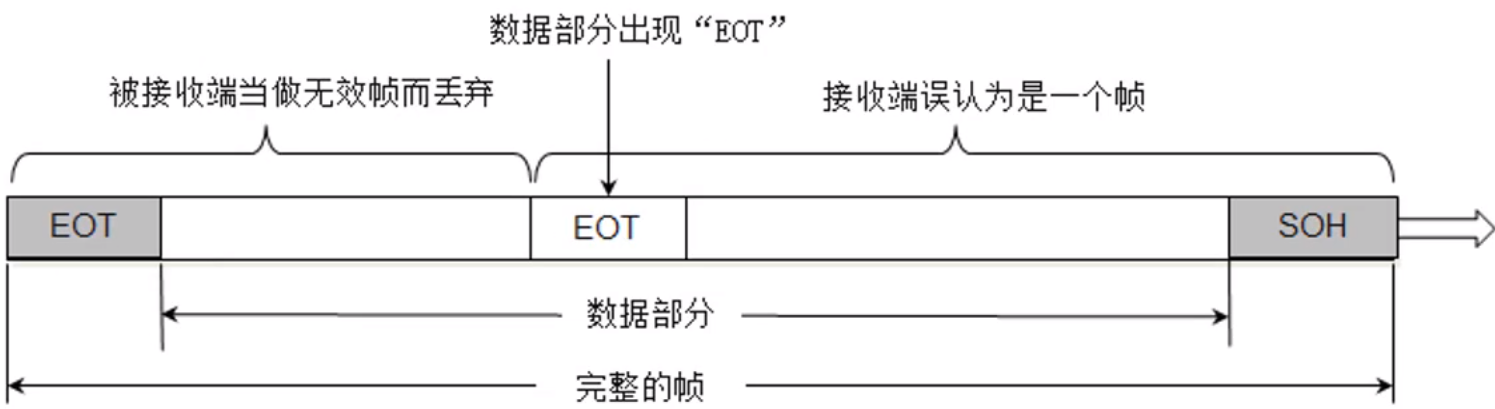 数据部分出现“EOT”
被接收端当做无效帧而丢弃
接收端误认为是一个帧
EOT
EOT
SOH
数据部分
完整的帧